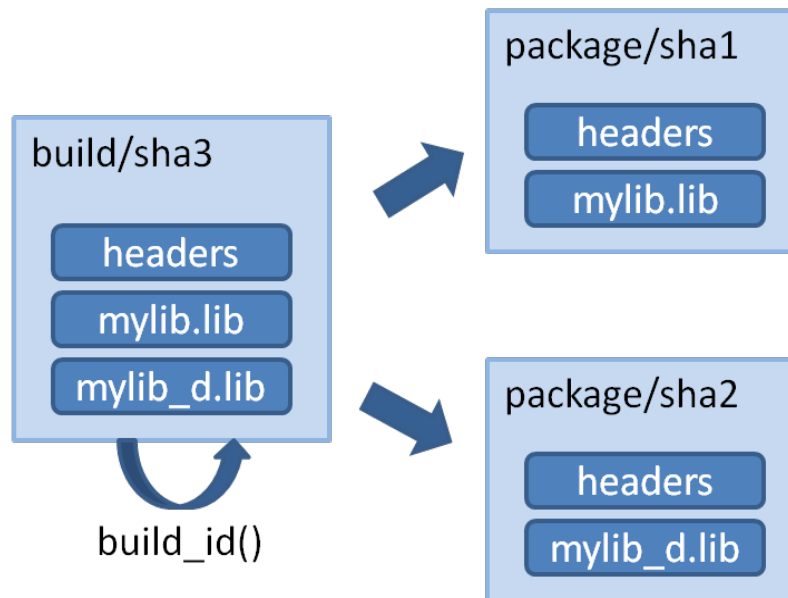 build/sha3
headers
mylib.lib
mylib_d.lib
build_id()
package/sha1
headers
mylib.lib
package/sha2
headers
mylib_d.lib